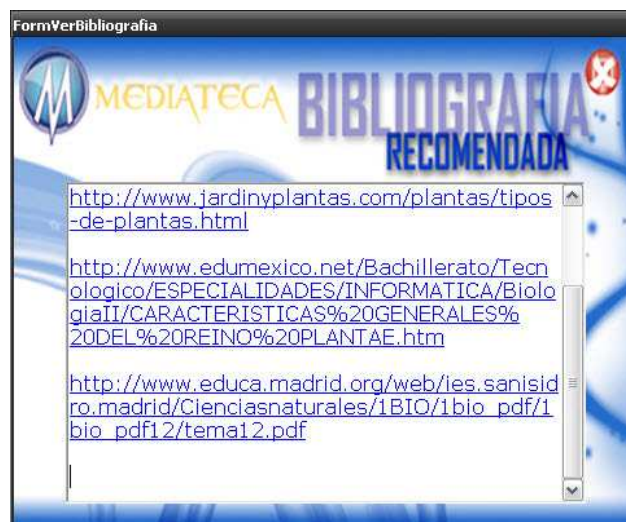 FormVerBibliografia
MEDIATECA
BIBLIOGRAFIA
RECOMENDADA
http://www.jardinyplantas.com/plantas/tipos
-de-plantas.html
http://www.edumexico.net/Bachillerato/Tecn
ologico/ESPECIALIDADES/INFORMATICA/Biolo
giaII/CARACTERISTICAS%20GENERALES%
20DEL%20REINO%20PLANTAE.htm
http://www.educa.madrid.org/web/ies.sanisid
ro.madrid/Cienciasnaturales/1BIO/1bio_pdf/1
bio_pdf12/tema12.pdf